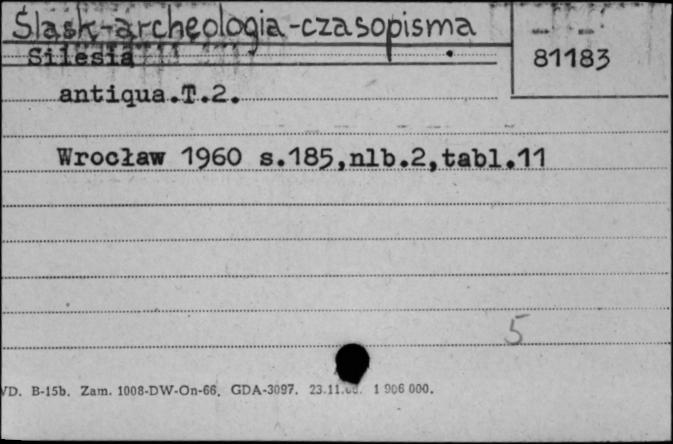 Śląsk-archeologia-czasopisma
81183
Silesia
antiqua.T.2.
Wrocław 1960 s.185,nlb.2,tabl.11
5
VD. B-15b. Zam. 1008-DW-On-66. GDA-3097. 1 906 000.